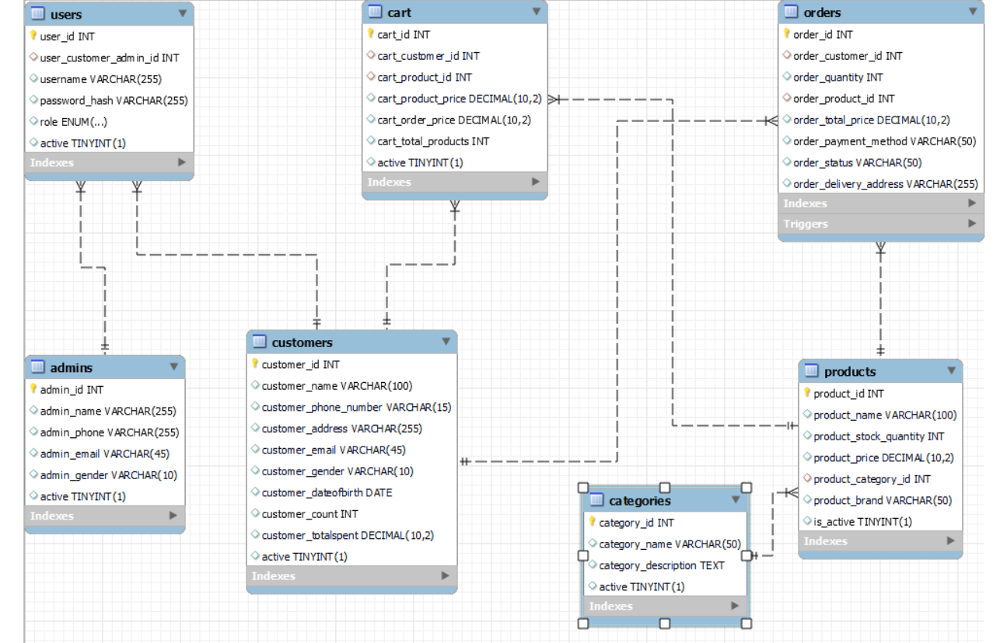 users
user_id INT
user_customer_admin_id INT
username VARCHAR(255)
password_hash VARCHAR(255)
role ENUM(...)
active TINYINT(1)
Indexes
cart
cart_id INT
cart_customer_id INT
cart_product_id INT
cart_product_price DECIMAL(10,2)
cart_order_price DECIMAL(10,2)
cart_total_products INT
active TINYINT(1)
Indexes
orders
order_id INT
order_customer_id INT
order_quantity INT
order_product_id INT
order_total_price DECIMAL(10,2)
order_payment_method VARCHAR(50)
order_status VARCHAR(50)
order_delivery_address VARCHAR(255)
Indexes
Triggers
admins
admin_id INT
admin_name VARCHAR(255)
admin_phone VARCHAR(255)
admin_email VARCHAR(45)
admin_gender VARCHAR(10)
active TINYINT(1)
Indexes
customers
customer_id INT
customer_name VARCHAR(100)
customer_phone_number VARCHAR(15)
customer_address VARCHAR(255)
customer_email VARCHAR(45)
customer_gender VARCHAR(10)
customer_dateofbirth DATE
customer_count INT
customer_totalspent DECIMAL(10,2)
active TINYINT(1)
Indexes
categories
category_id INT
category_name VARCHAR(50)
category_description TEXT
active TINYINT(1)
Indexes
products
product_id INT
product_name VARCHAR(100)
product_stock_quantity INT
product_price DECIMAL(10,2)
product_category_id INT
product_brand VARCHAR(50)
is_active TINYINT(1)
Indexes